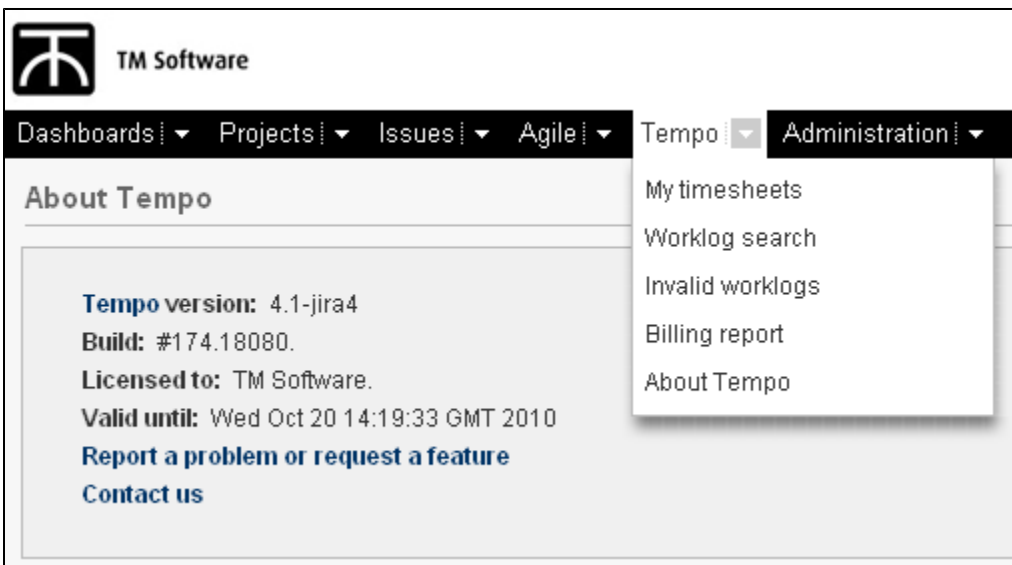 TM Software
Dashboards Projects Issues Agile Tempo Administration
My timesheets
Worklog search
Invalid worklogs
Billing report
About Tempo
About Tempo
Tempo version: 4.1-jira4
Build: #174.18080.
Licensed to: TM Software.
Valid until: Wed Oct 20 14:19:33 GMT 2010
Report a problem or request a feature
Contact us